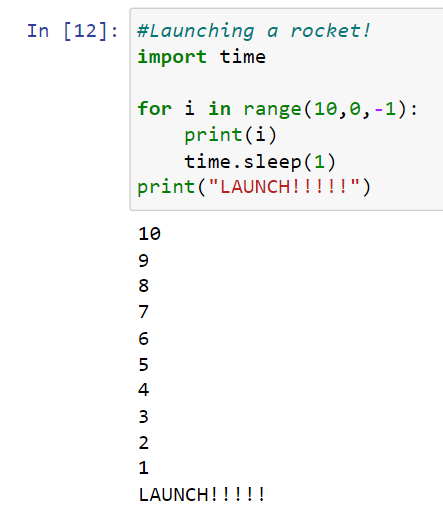 In [12]: #Launching a rocket!
import time
for i in range(10,0,-1):
    print(i)
    time.sleep(1)
print("LAUNCH!!!!!")
10
9
8
7
6
5
4
3
2
1
LAUNCH!!!!!